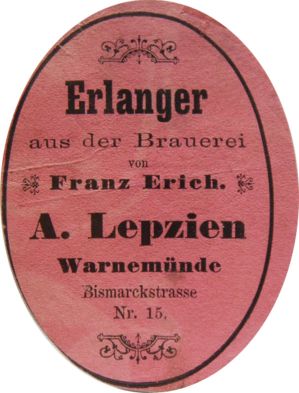 Erlanger
aus der Brauerei
von
Franz Erich.
A. Lepzien
Warnemünde
Bismarckstrasse
Nr. 15.